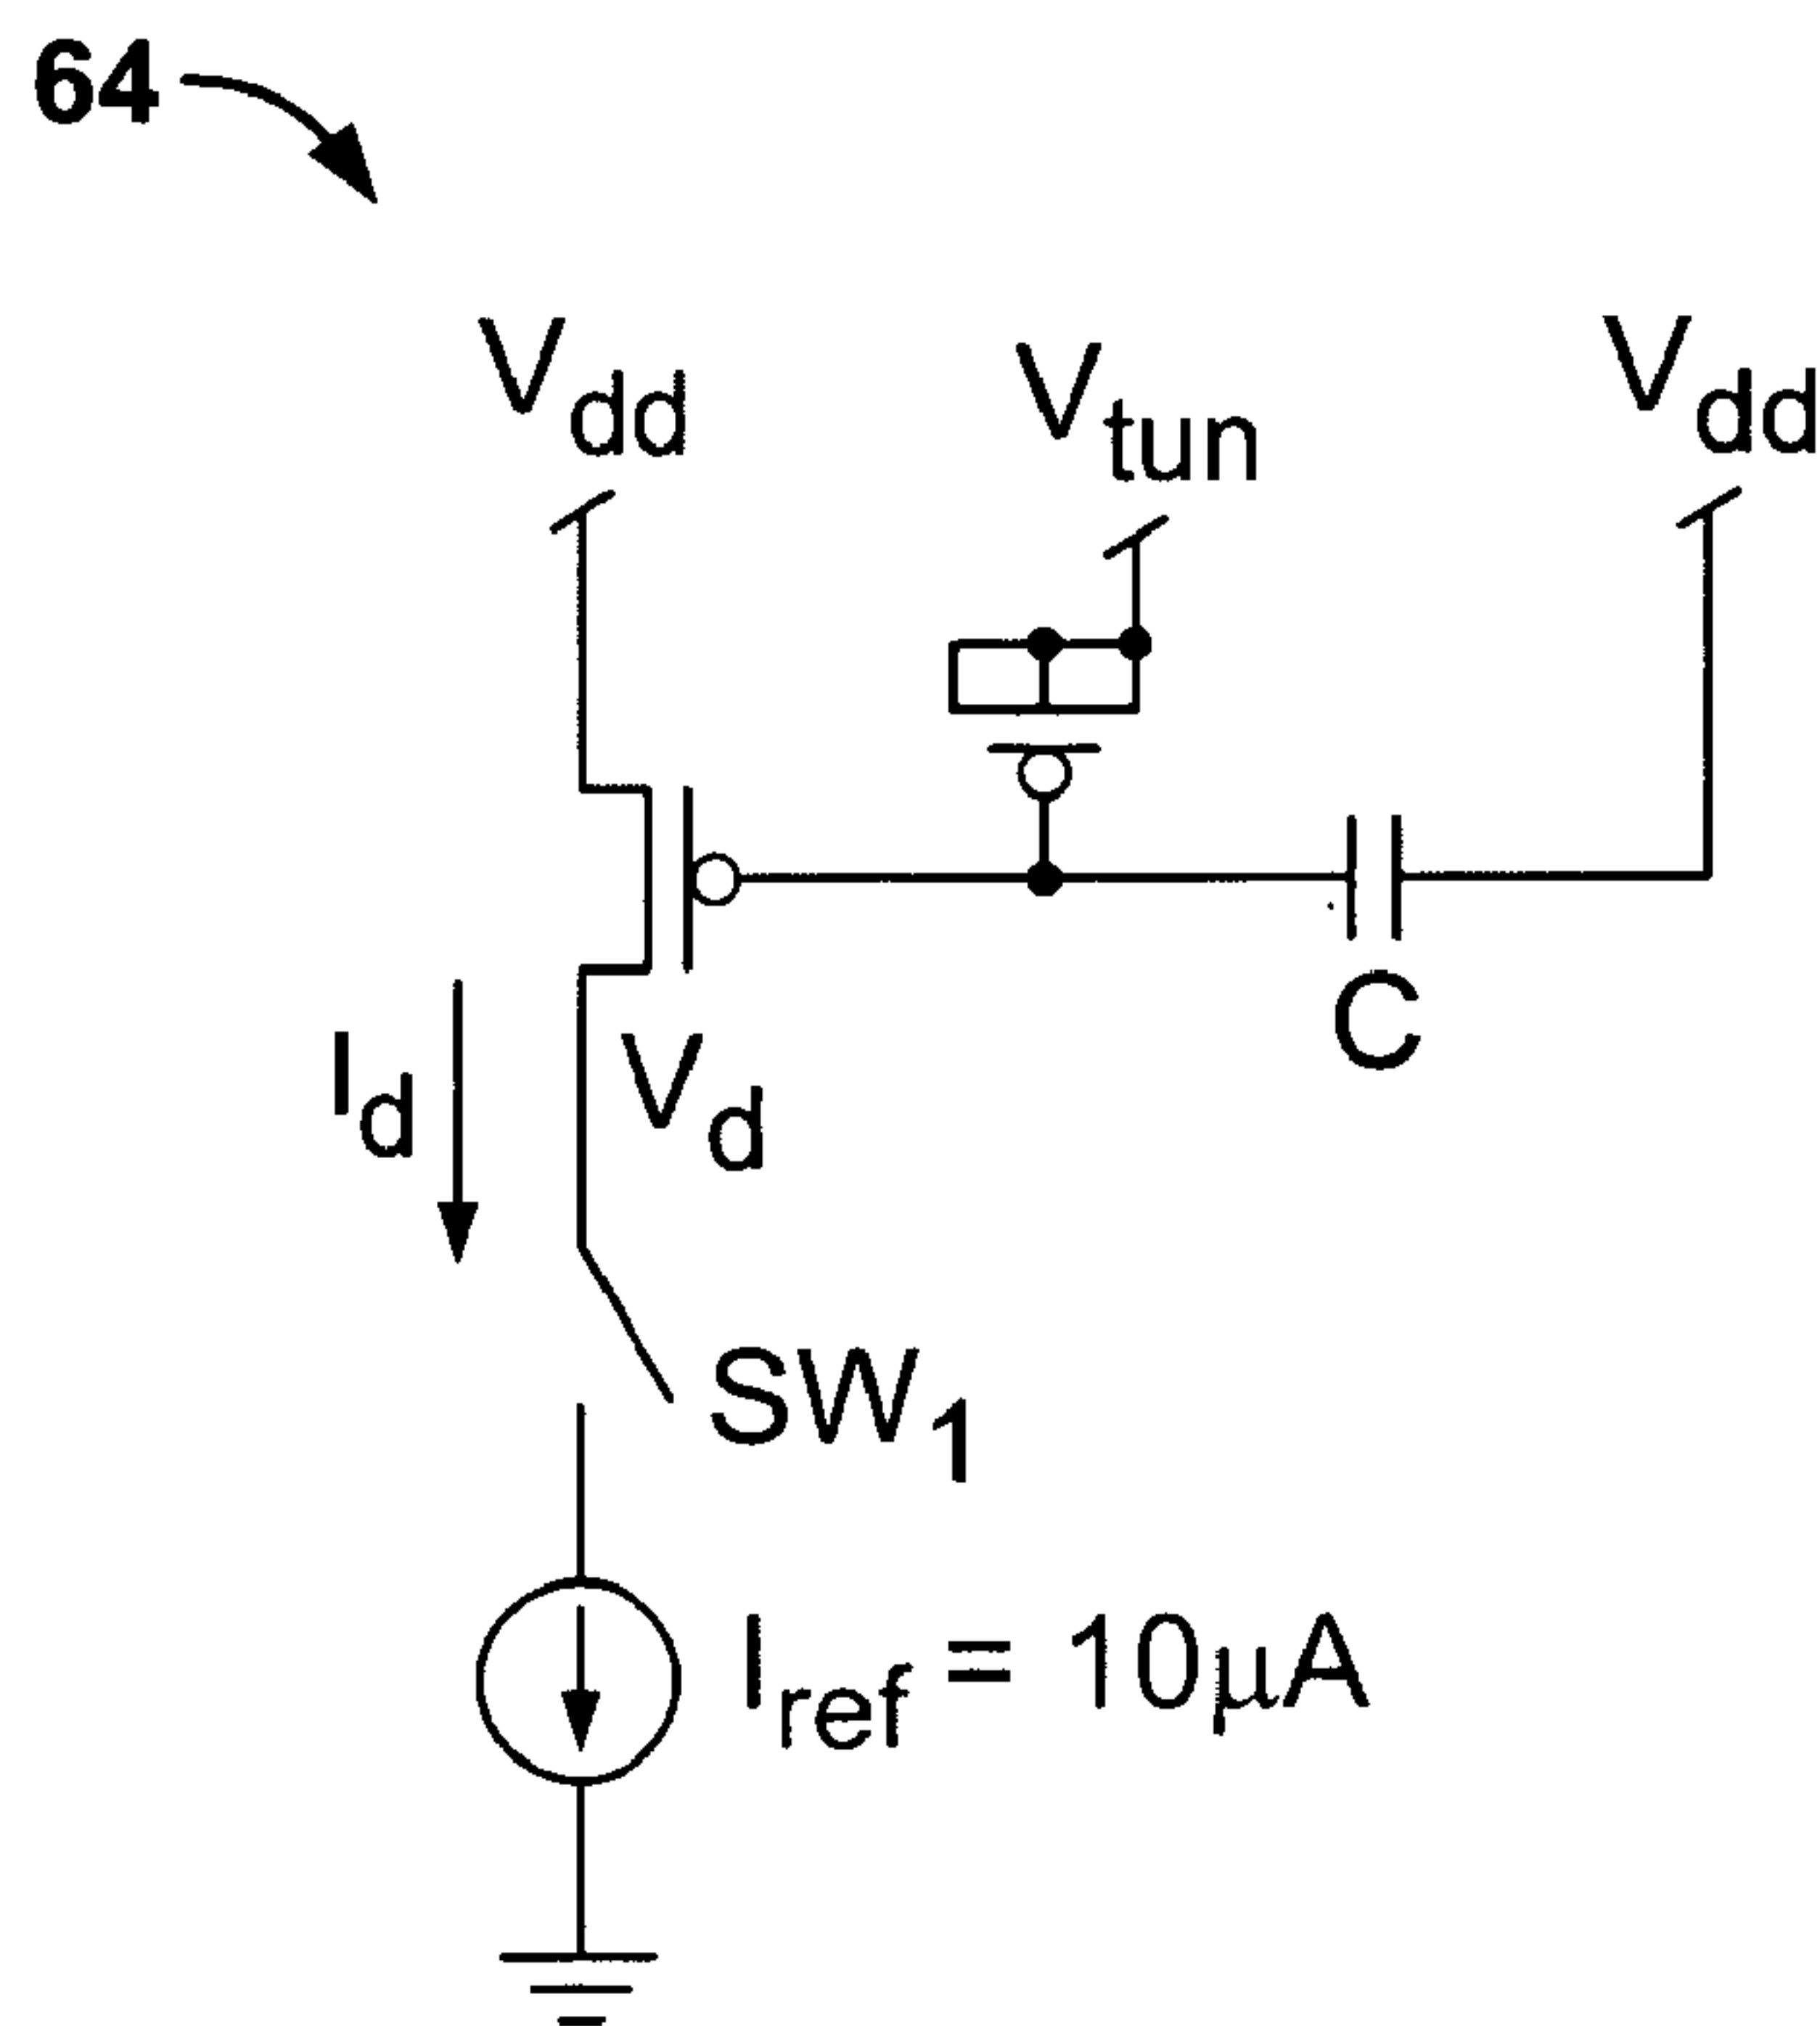 64
Vdd
Vtun
Vdd
C
Id
Vd
SW1
Iref = 10μA